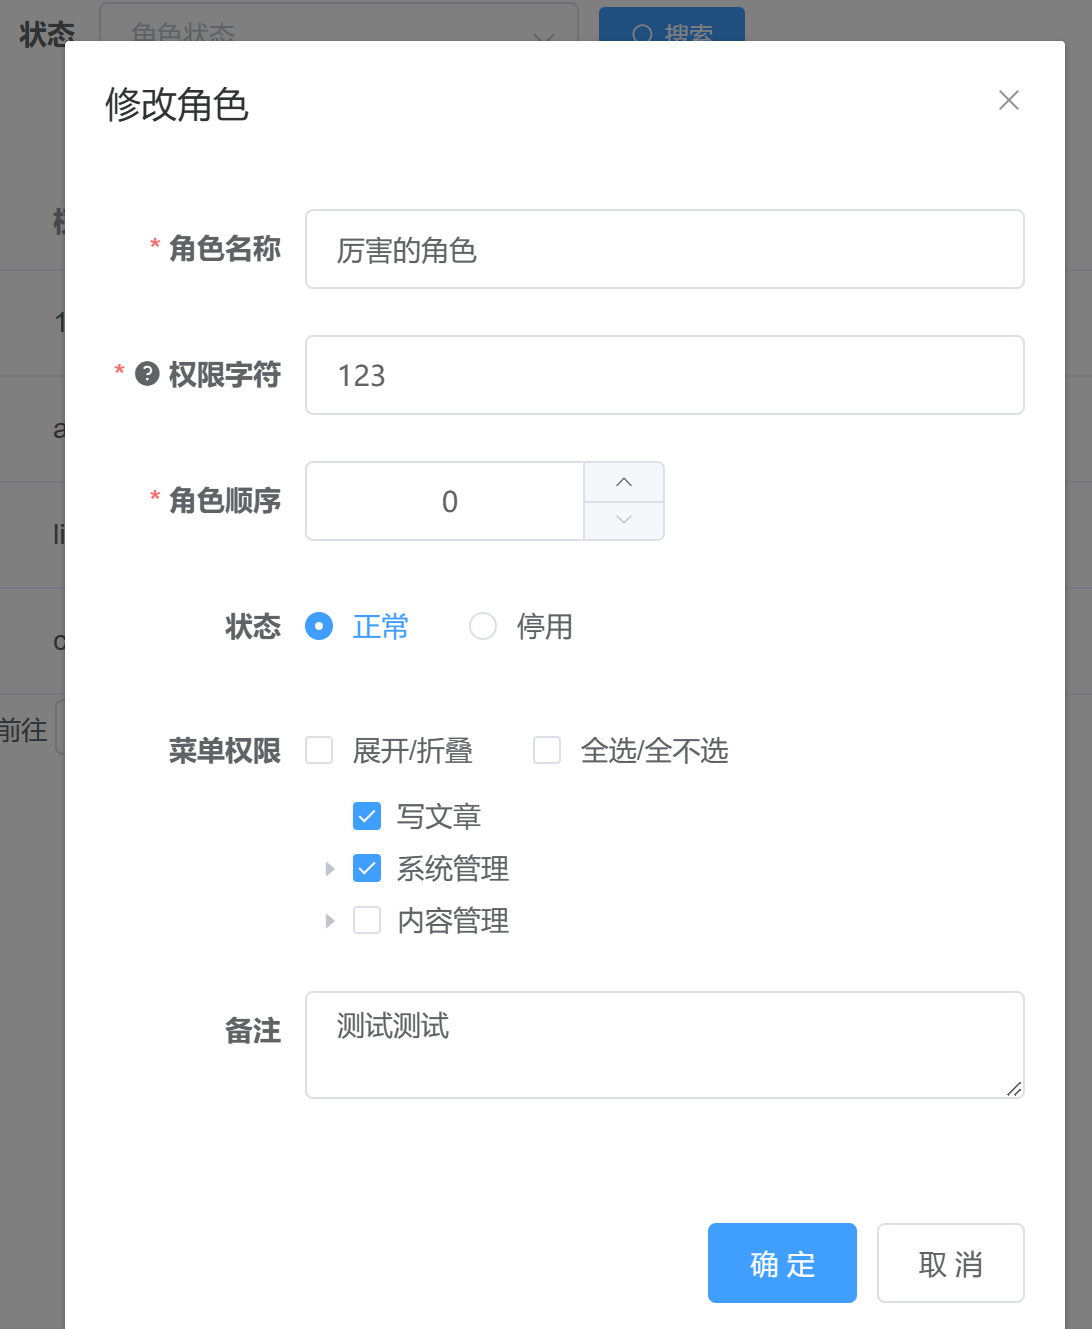 状态 角色状态 搜索
修改角色
* 角色名称 厉害的角色
* 权限字符 123
* 角色顺序 0
状态 正常 停用
菜单权限 展开/折叠 全选/全不选
写文章
系统管理
内容管理
前往
备注 测试测试
确 定 取 消